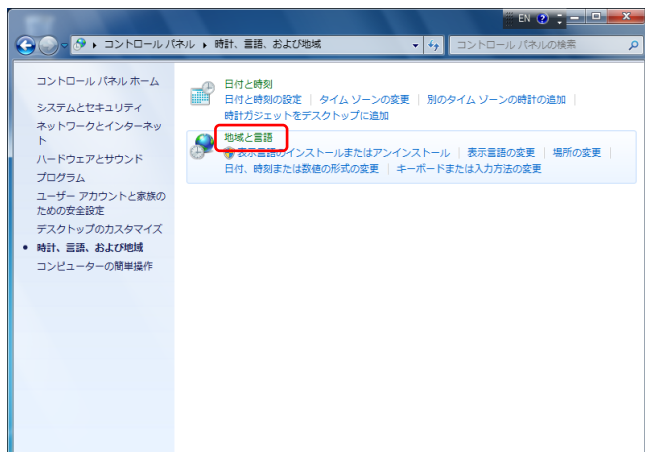 EN
コントロール パネル 時計、言語、および地域
コントロール パネルの検索
コントロール パネル ホーム
システムとセキュリティ
ネットワークとインターネッ
ト
ハードウェアとサウンド
プログラム
ユーザー アカウントと家族の
ための安全設定
デスクトップのカスタマイズ
時計、言語、および地域
コンピューターの簡単操作
日付と時刻
日付と時刻の設定 | タイム ゾーンの変更 | 別のタイム ゾーンの時計の追加 |
時計ガジェットをデスクトップに追加
地域と言語
表示言語のインストールまたはアンインストール | 表示言語の変更 | 場所の変更 |
日付、時刻または数値の形式の変更 | キーボードまたは入力方法の変更